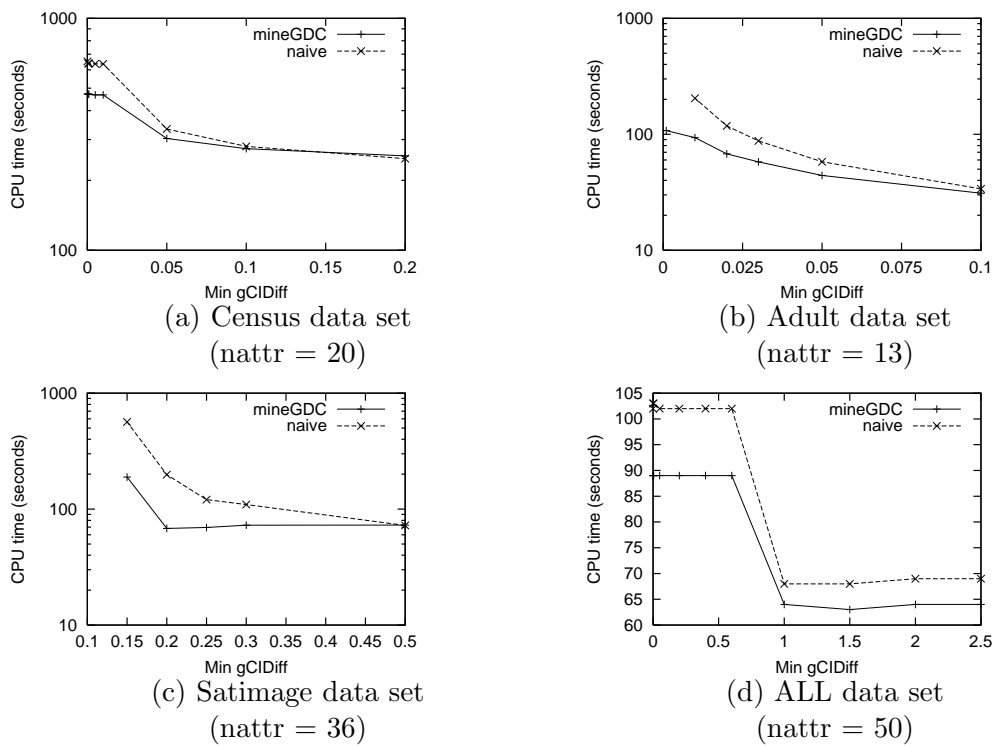 1000
100
CPU time (seconds)
mineGDC
naive
0 0.05 0.1 0.15 0.2
Min gCIDiff
(a) Census data set
(nattr = 20)
1000
100
10
CPU time (seconds)
mineGDC
naive
0 0.025 0.05 0.075 0.1
Min gCIDiff
(b) Adult data set
(nattr = 13)
1000
100
10
CPU time (seconds)
mineGDC
naive
0.1 0.15 0.2 0.25 0.3 0.35 0.4 0.45 0.5
Min gCIDiff
(c) Satimage data set
(nattr = 36)
105
100
95
90
85
80
75
70
65
60
CPU time (seconds)
mineGDC
naive
0 0.5 1 1.5 2 2.5
Min gCIDiff
(d) ALL data set
(nattr = 50)